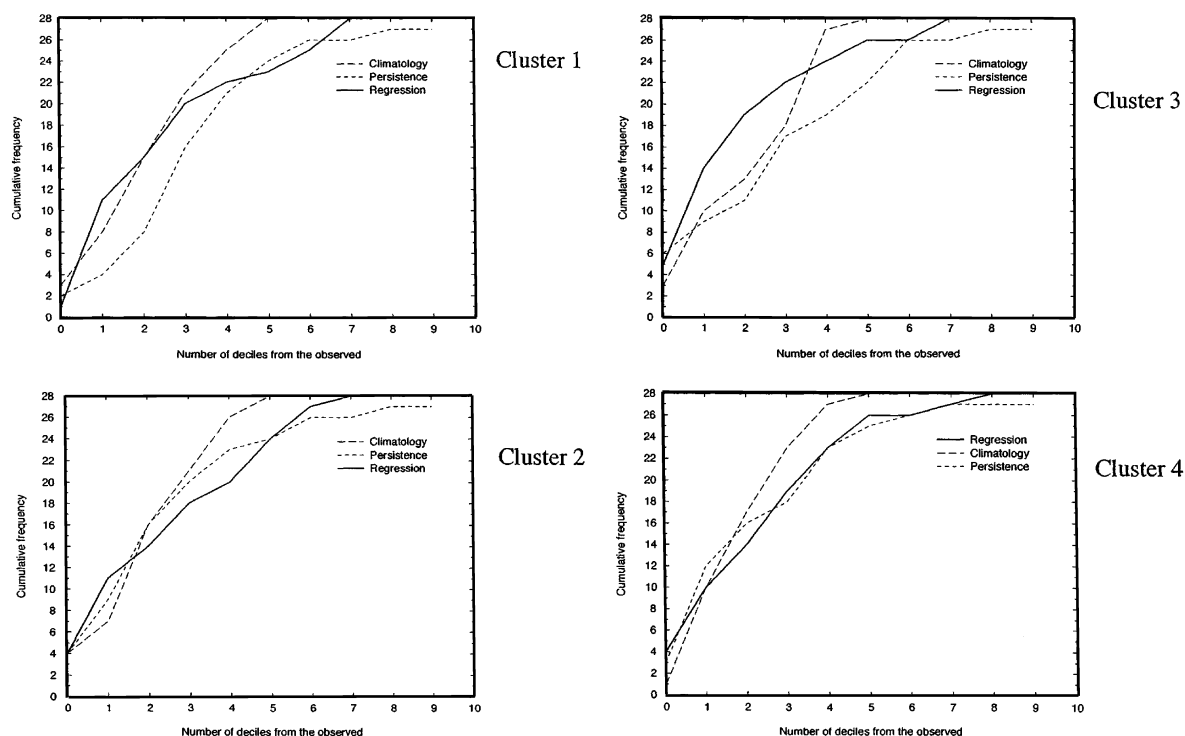 28
26
24
22
20
18
16
14
12
10
8
6
4
2
0
Cumulative frequency
Climatology
Persistence
Regression
0 1 2 3 4 5 6 7 8 9 10
Number of deciles from the observed
Cluster 1
28
26
24
22
20
18
16
14
12
10
8
6
4
2
0
Cumulative frequency
Climatology
Persistence
Regression
0 1 2 3 4 5 6 7 8 9 10
Number of deciles from the observed
Cluster 3
28
26
24
22
20
18
16
14
12
10
8
6
4
2
0
Cumulative frequency
Climatology
Persistence
Regression
0 1 2 3 4 5 6 7 8 9 10
Number of deciles from the observed
Cluster 2
28
26
24
22
20
18
16
14
12
10
8
6
4
2
0
Cumulative frequency
Regression
Climatology
Persistence
0 1 2 3 4 5 6 7 8 9 10
Number of deciles from the observed
Cluster 4